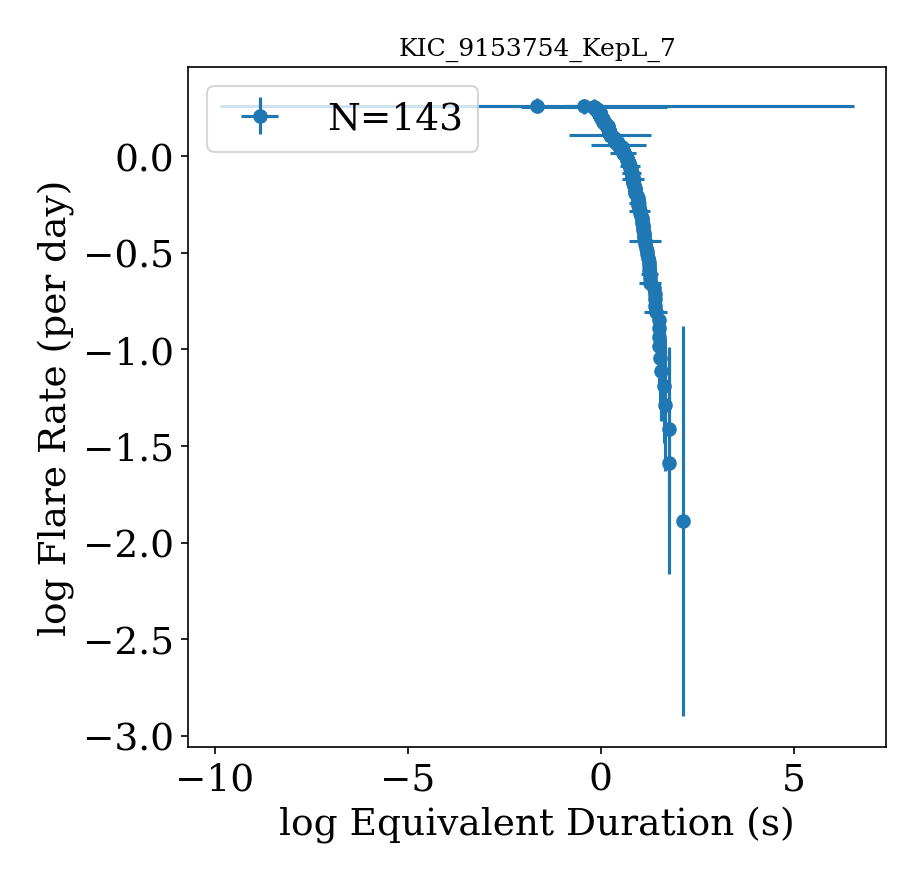 KIC_9153754_KepL_7
N=143
0.0
−0.5
−1.0
−1.5
−2.0
−2.5
−3.0
log Flare Rate (per day)
−10
−5
0
5
log Equivalent Duration (s)